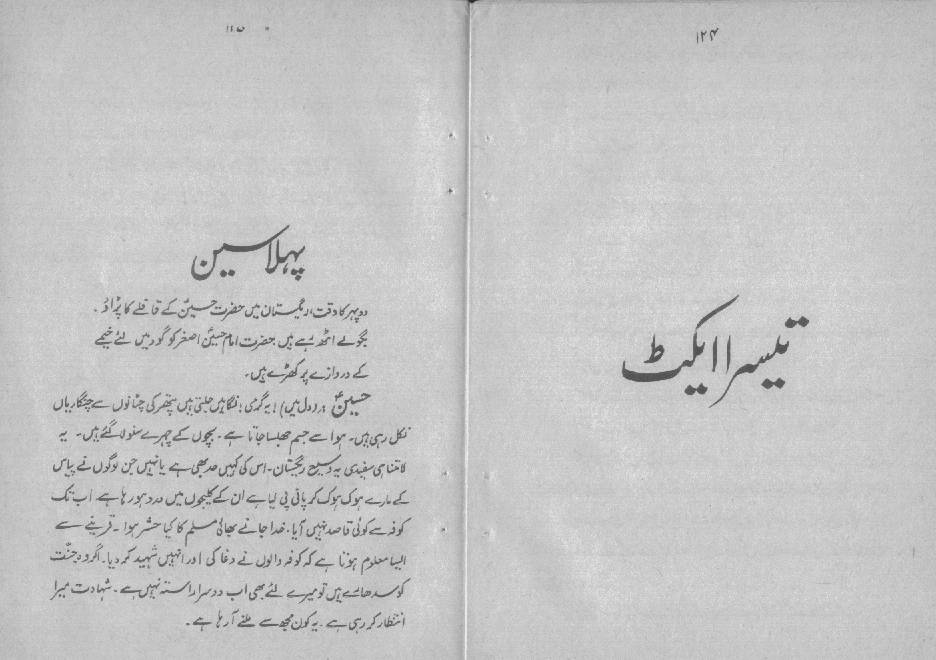 ۱۲۴
تیسرا ایکٹ
پہلا سین
دوپہر کا وقت، ریگستان میں حضرت حسینؑ کے قافلے کا پڑاؤ۔
بگولے اٹھ رہے ہیں۔ حضرت امام حسینؑ اصغر کو گود میں لئے خیمے
کے دروازے پر کھڑے ہیں۔
حسینؑ (دل میں) یہ گرمی! نگاہیں جلتی ہیں پتھر کی چٹانوں سے چنگاریاں
نکل رہی ہیں۔ ہوا سے جسم جھلسا جاتا ہے۔ بچوں کے چہرے سنولا گئے ہیں۔ یہ
لامتناہی سفیدی یہ وسیع ریگستان۔ اس کی کہیں حد بھی ہے یا نہیں جن لوگوں نے پیاس
کے مارے ہوک ہوک کر پانی پی لیا ہے ان کے کلیجوں میں درد ہو رہا ہے اب تک
کوفہ سے کوئی قاصد نہیں آیا۔ خدا جانے بھائی مسلم کا کیا حشر ہوا۔ قرینے سے
ایسا معلوم ہوتا ہے کہ کوفہ والوں نے دغا کی اور انہیں شہید کر دیا۔ اگر وہ جنّت
کو سدھارے ہیں تو میرے لئے بھی اب دوسرا راستہ نہیں ہے۔ شہادت میرا
انتظار کر رہی ہے۔ یہ کون مجھ سے ملنے آ رہا ہے۔